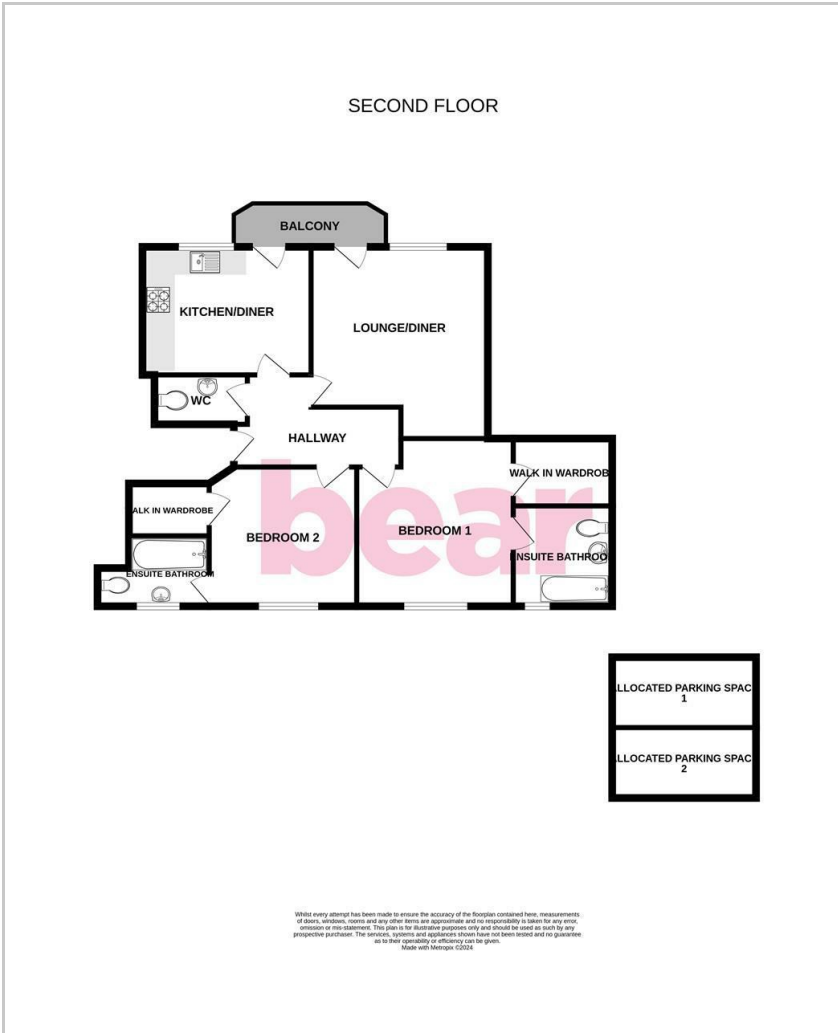 SECOND FLOOR
BALCONY
KITCHEN/DINER
LOUNGE/DINER
WC
HALLWAY
WALK IN WARDROB
ALK IN WARDROBE
BEDROOM 2
BEDROOM 1
bear
ENSUITE BATHROOM
ENSUITE BATHROO
LLOCATED PARKING SPAC
1
LLOCATED PARKING SPAC
2
Whilst every attempt has been made to ensure the accuracy of the floorplan contained here, measurements
of doors, windows, rooms and any other items are approximate and no responsibility is taken for any error,
omission or mis-statement. This plan is for illustrative purposes only and should be used as such by any
prospective purchaser. The services, systems and appliances shown have not been tested and no guarantee
as to their operability or efficiency can be given.
Made with Metropix ©2024